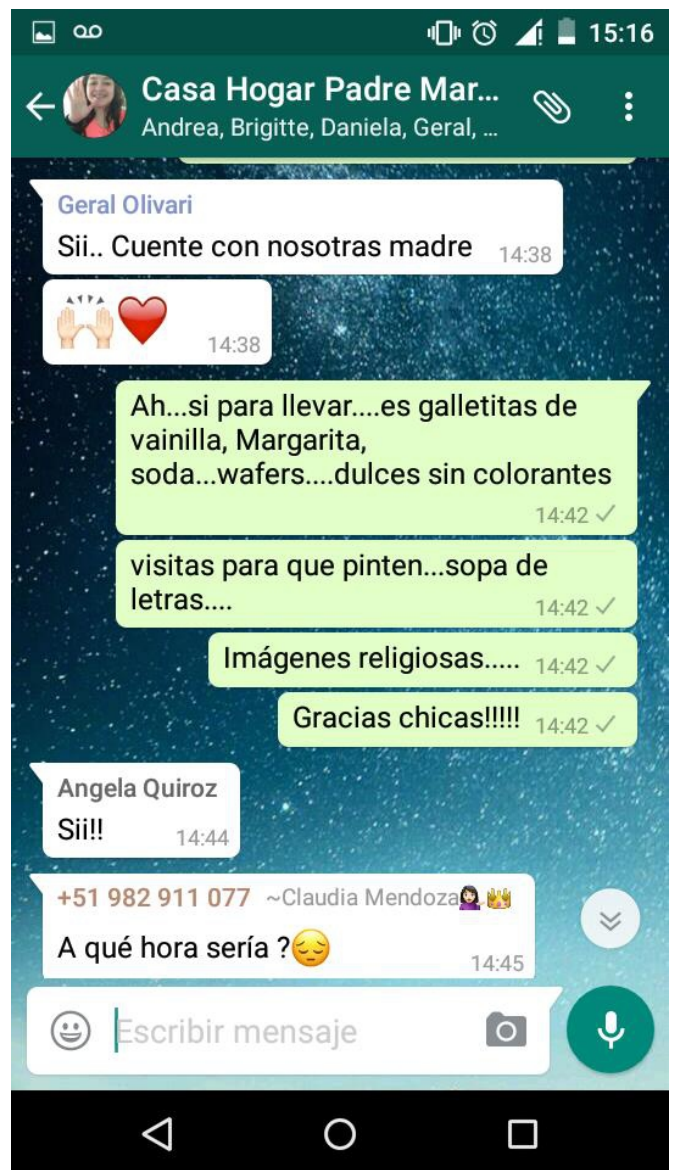 15:16
Casa Hogar Padre Mar...
Andrea, Brigitte, Daniela, Geral, ...
Geral Olivari
Sii.. Cuente con nosotras madre 14:38
🙌🏻❤️ 14:38
Ah...si para llevar....es galletitas de
vainilla, Margarita,
soda...wafers....dulces sin colorantes
14:42
visitas para que pinten...sopa de
letras.... 14:42
Imágenes religiosas..... 14:42
Gracias chicas!!!!! 14:42
Angela Quiroz
Sii!! 14:44
+51 982 911 077 ~Claudia Mendoza💁🏻👑
A qué hora sería ?😔 14:45
Escribir mensaje